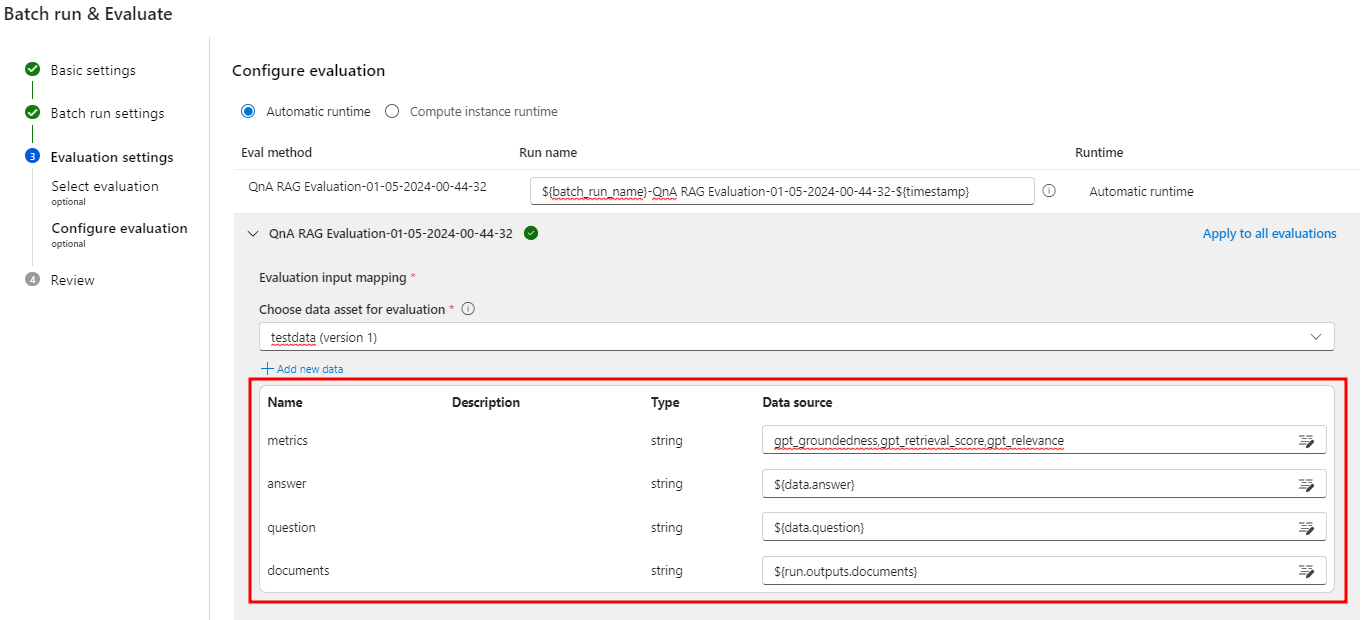 Batch run & Evaluate
Basic settings
Batch run settings
3 Evaluation settings
Select evaluation
optional
Configure evaluation
optional
4 Review
Configure evaluation
Automatic runtime Compute instance runtime
Eval method Run name Runtime
QnA RAG Evaluation-01-05-2024-00-44-32 ${batch_run_name}-QnA RAG Evaluation-01-05-2024-00-44-32-${timestamp} Automatic runtime
QnA RAG Evaluation-01-05-2024-00-44-32 Apply to all evaluations
Evaluation input mapping *
Choose data asset for evaluation *
testdata (version 1)
Add new data
Name Description Type Data source
metrics string gpt_groundedness,gpt_retrieval_score,gpt_relevance
answer string ${data.answer}
question string ${data.question}
documents string ${run.outputs.documents}